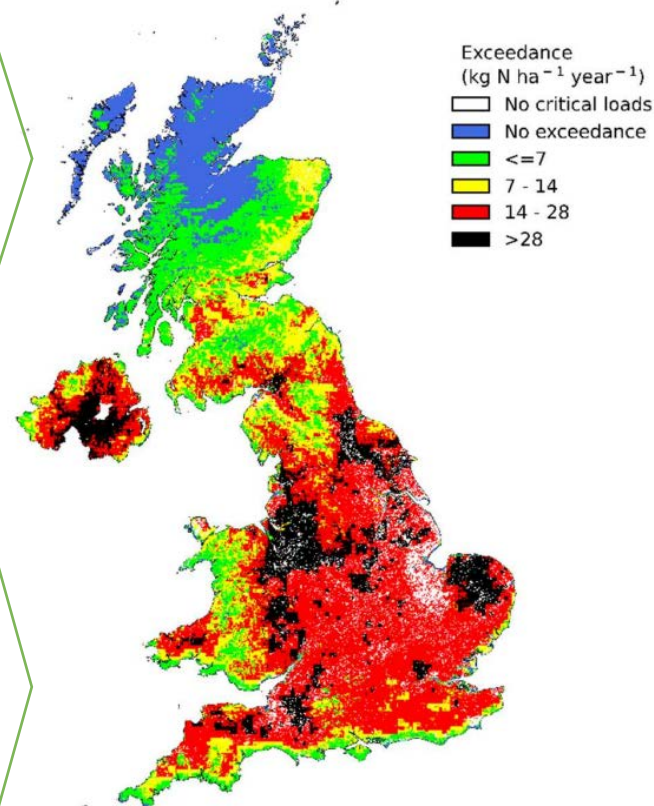 Exceedance
(kg N ha⁻¹ year⁻¹)
No critical loads
No exceedance
<=7
7 - 14
14 - 28
>28